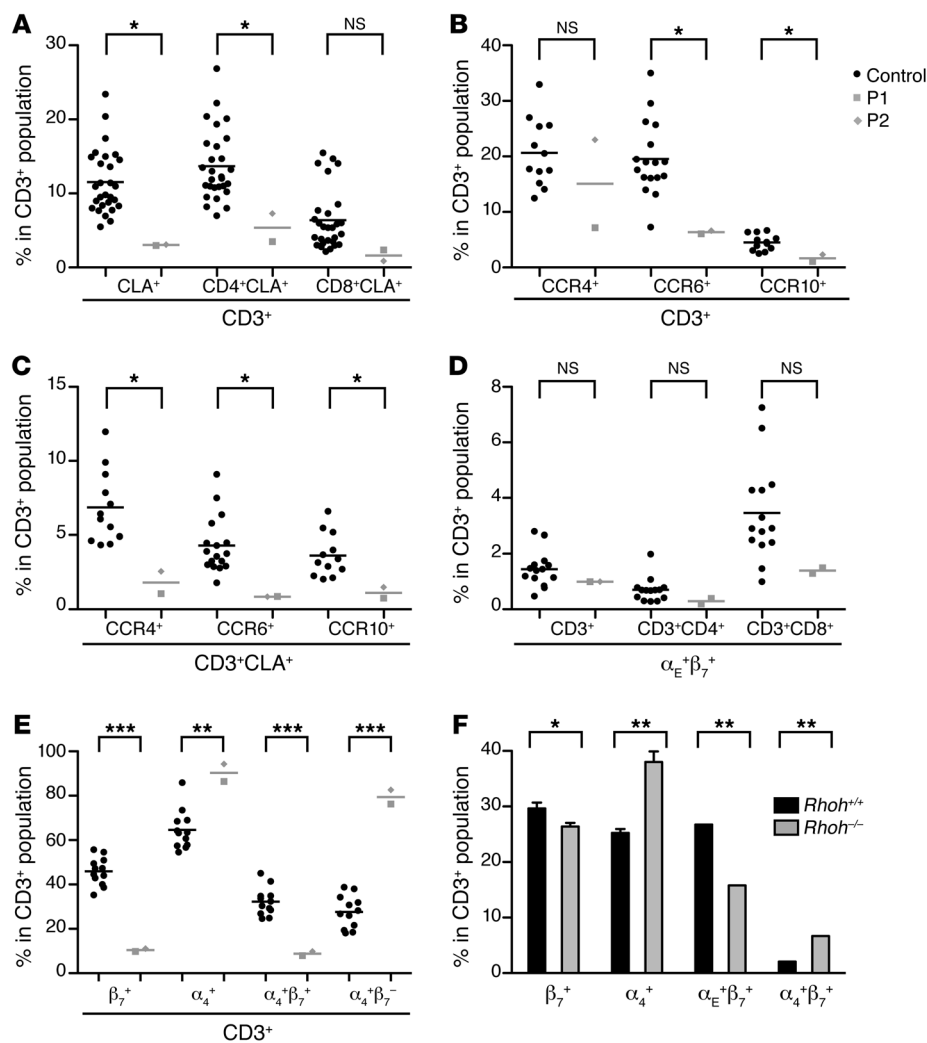 A
% in CD3⁺ population
30
20
10
0
* * NS
CLA⁺ CD4⁺CLA⁺ CD8⁺CLA⁺
CD3⁺
B
% in CD3⁺ population
40
30
20
10
0
NS * *
CCR4⁺ CCR6⁺ CCR10⁺
CD3⁺
Control
P1
P2
C
% in CD3⁺ population
15
10
5
0
* * *
CCR4⁺ CCR6⁺ CCR10⁺
CD3⁺CLA⁺
D
% in CD3⁺ population
8
6
4
2
0
NS NS NS
CD3⁺ CD3⁺CD4⁺ CD3⁺CD8⁺
α_E⁺β₇⁺
E
% in CD3⁺ population
100
80
60
40
20
0
*** ** *** ***
β₇⁺ α₄⁺ α₄⁺β₇⁺ α₄⁺β₇⁻
CD3⁺
F
% in CD3⁺ population
40
30
20
10
0
* ** ** **
Rhoh⁺/⁺
Rhoh⁻/⁻
β₇⁺ α₄⁺ α_E⁺β₇⁺ α₄⁺β₇⁺